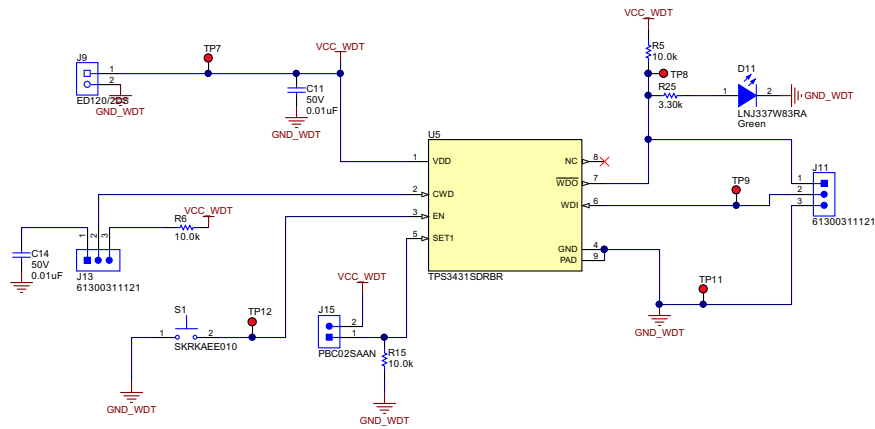 VCC_WDT
J9
1
2
ED120/2DS
GND_WDT
TP7
VCC_WDT
C11
50V
0.01uF
GND_WDT
R5
10.0k
TP8
R25
3.30k
D11
1
2
LNJ337W83RA
Green
GND_WDT
U5
1
VDD
2
CWD
3
EN
5
SET1
NC
8
WDO
7
WDI
6
GND
4
PAD
9
TPS3431SDRBR
TP9
J11
1
2
3
61300311121
TP11
GND_WDT
VCC_WDT
R6
10.0k
1
2
3
C14
50V
0.01uF
J13
61300311121
GND_WDT
S1
1
2
SKRKAEE010
TP12
GND_WDT
VCC_WDT
J15
2
1
PBC02SAAN
R15
10.0k
GND_WDT